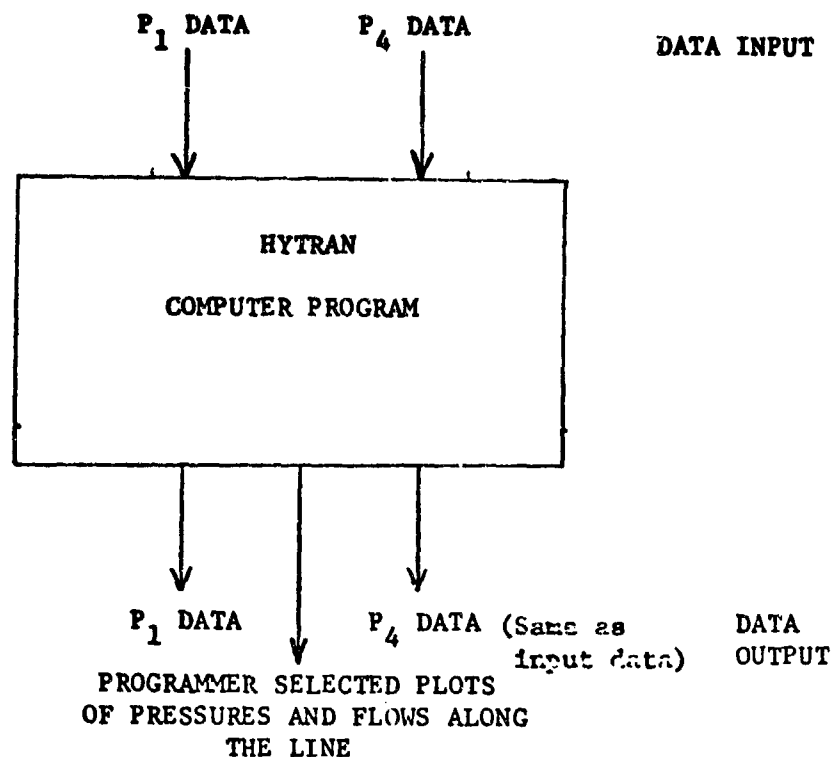 P1 DATA P4 DATA DATA INPUT
HYTRAN
COMPUTER PROGRAM
P1 DATA P4 DATA (Same as DATA
input data) OUTPUT
PROGRAMMER SELECTED PLOTS
OF PRESSURES AND FLOWS ALONG
THE LINE